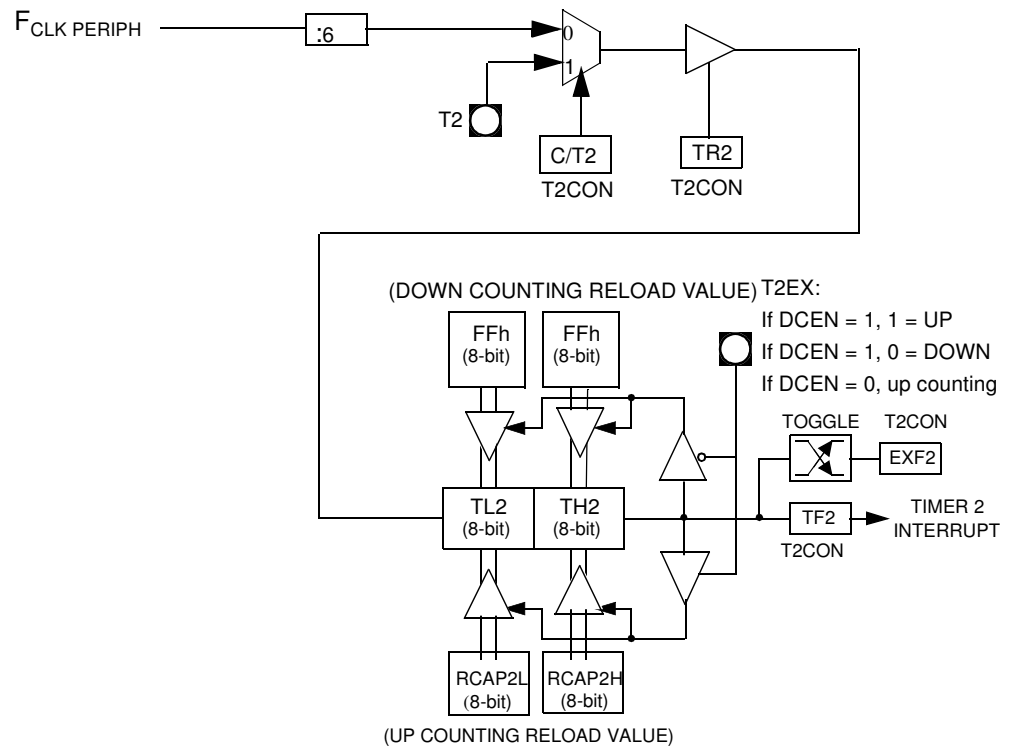 FCLK PERIPH
:6
0
1
T2
C/T2
TR2
T2CON
T2CON
(DOWN COUNTING RELOAD VALUE)
T2EX:
If DCEN = 1, 1 = UP
If DCEN = 1, 0 = DOWN
If DCEN = 0, up counting
FFh
(8-bit)
FFh
(8-bit)
TOGGLE
T2CON
EXF2
TL2
(8-bit)
TH2
(8-bit)
TF2
T2CON
TIMER 2
INTERRUPT
RCAP2L
(8-bit)
RCAP2H
(8-bit)
(UP COUNTING RELOAD VALUE)